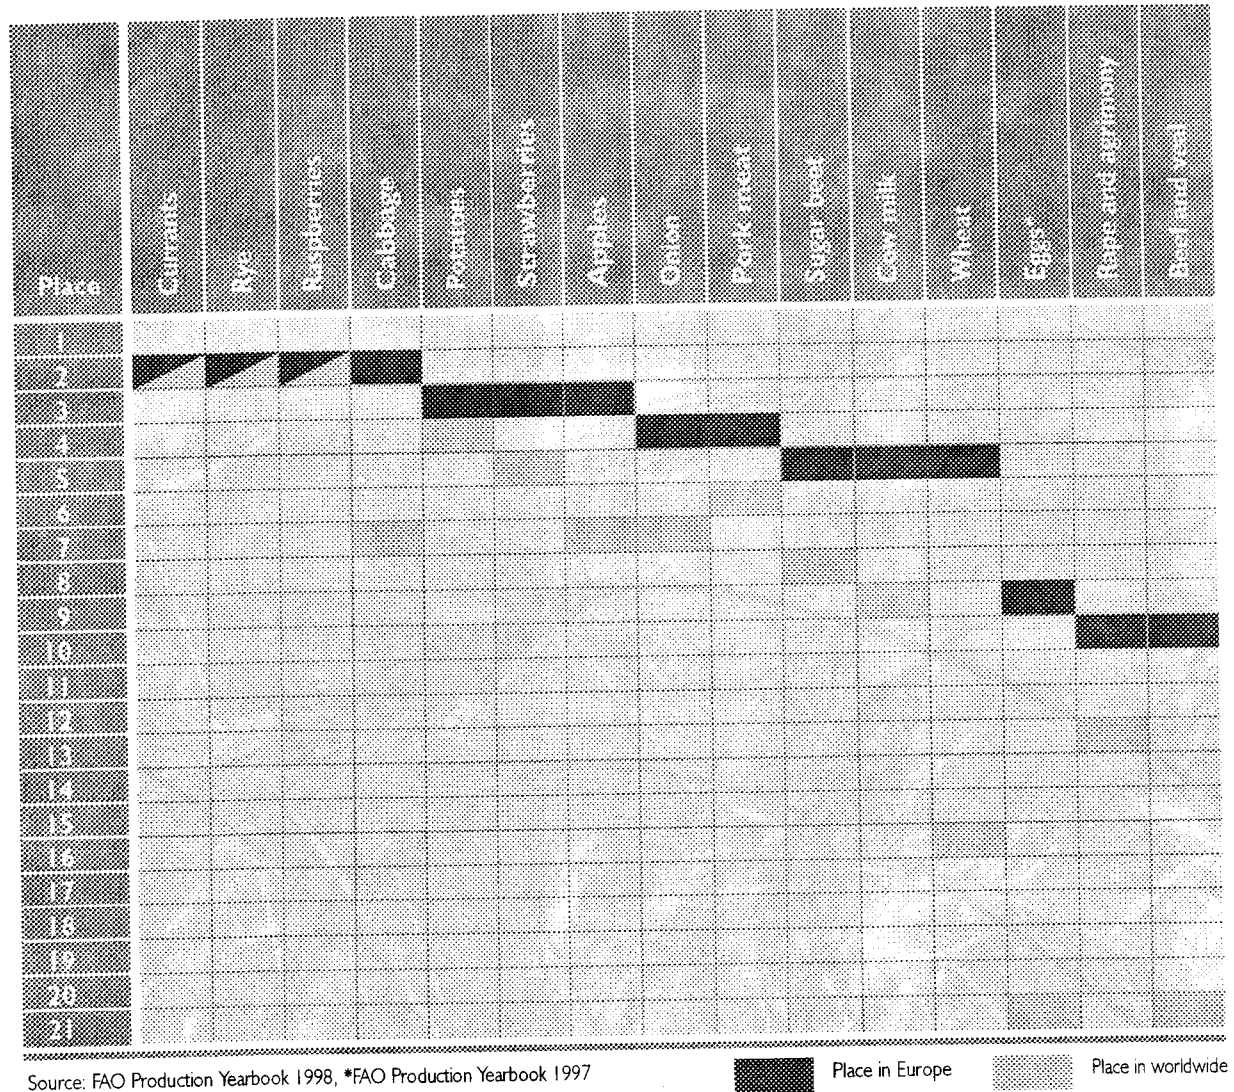 Place
Currants
Rye
Raspberries
Cabbage
Potatoes
Strawberries
Apples
Onion
Pork meat
Sugar beet
Cow milk
Wheat
Eggs*
Rape and agrimony
Beef and veal
1
2
3
4
5
6
7
8
9
10
11
12
13
14
15
16
17
18
19
20
21
Source: FAO Production Yearbook 1998, *FAO Production Yearbook 1997
Place in Europe
Place in worldwide